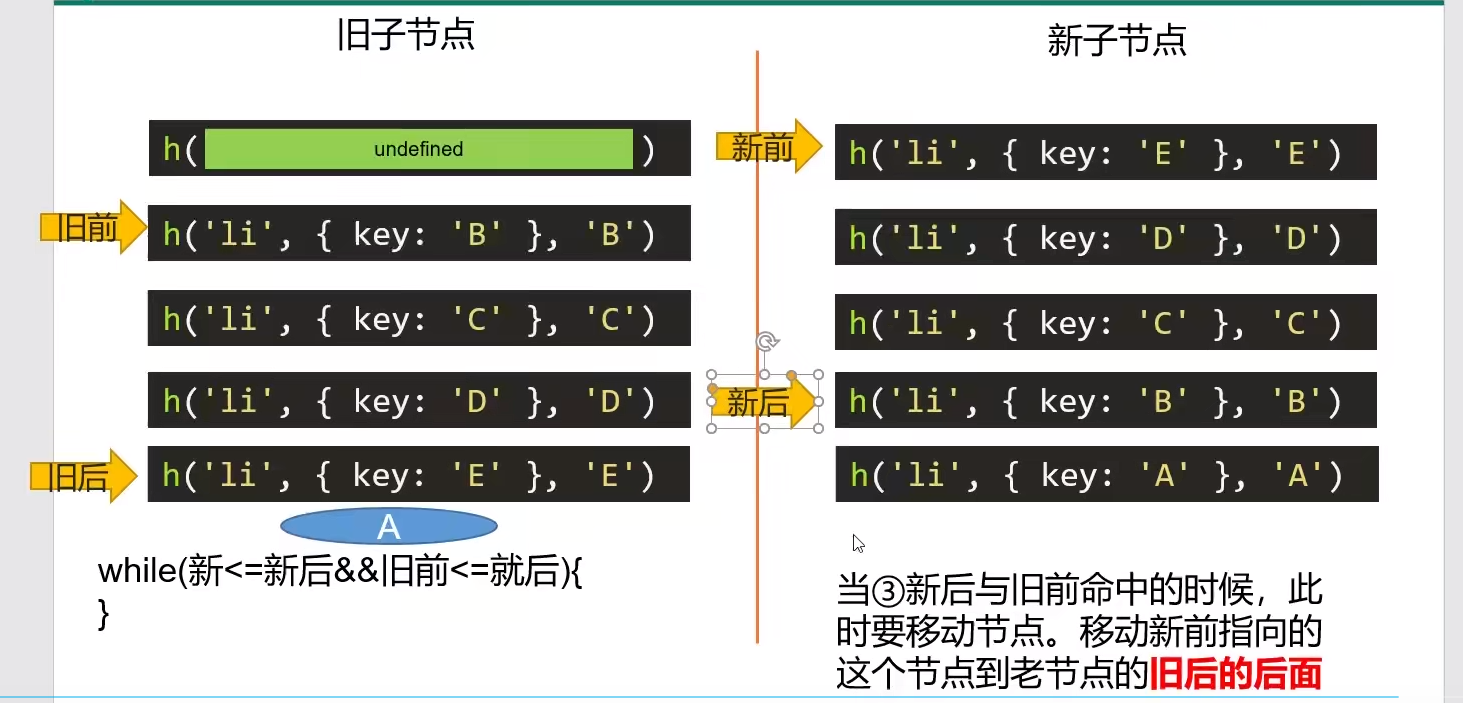 旧子节点
新子节点
h( undefined )
新前
h('li', { key: 'E' }, 'E')
旧前
h('li', { key: 'B' }, 'B')
h('li', { key: 'D' }, 'D')
h('li', { key: 'C' }, 'C')
h('li', { key: 'C' }, 'C')
h('li', { key: 'D' }, 'D')
新后
h('li', { key: 'B' }, 'B')
旧后
h('li', { key: 'E' }, 'E')
h('li', { key: 'A' }, 'A')
A
while(新<=新后&&旧前<=就后){
}
当③新后与旧前命中的时候，此
时要移动节点。移动新前指向的
这个节点到老节点的旧后的后面